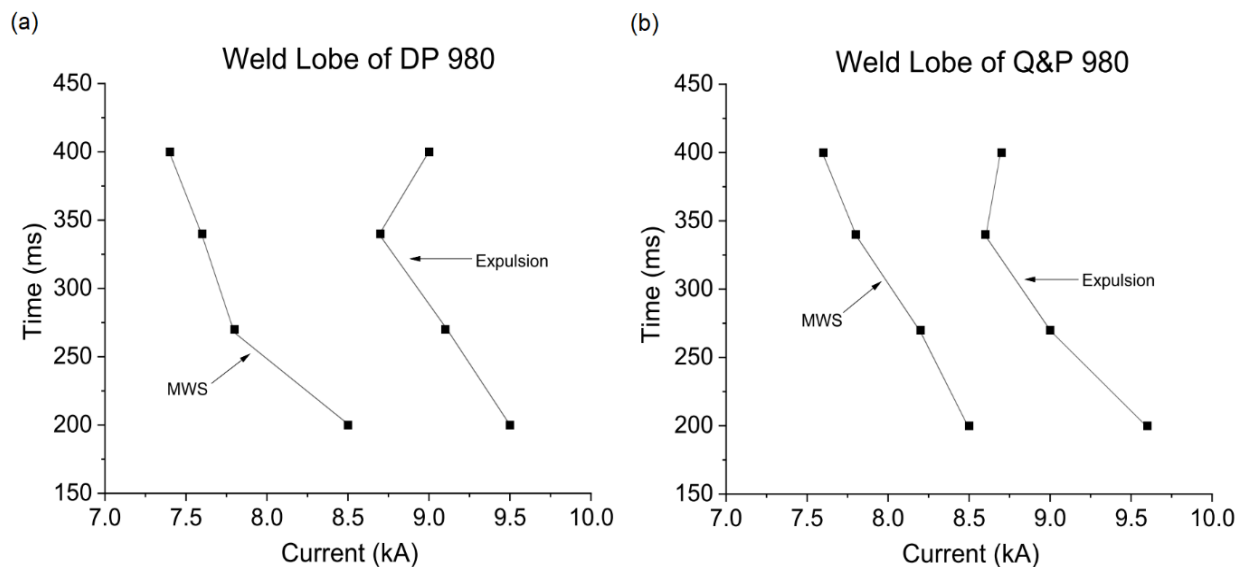 (a)
Weld Lobe of DP 980
450
400
350
300
250
200
150
Time (ms)
7.0 7.5 8.0 8.5 9.0 9.5 10.0
Current (kA)
MWS
Expulsion
(b)
Weld Lobe of Q&P 980
450
400
350
300
250
200
150
Time (ms)
7.0 7.5 8.0 8.5 9.0 9.5 10.0
Current (kA)
MWS
Expulsion